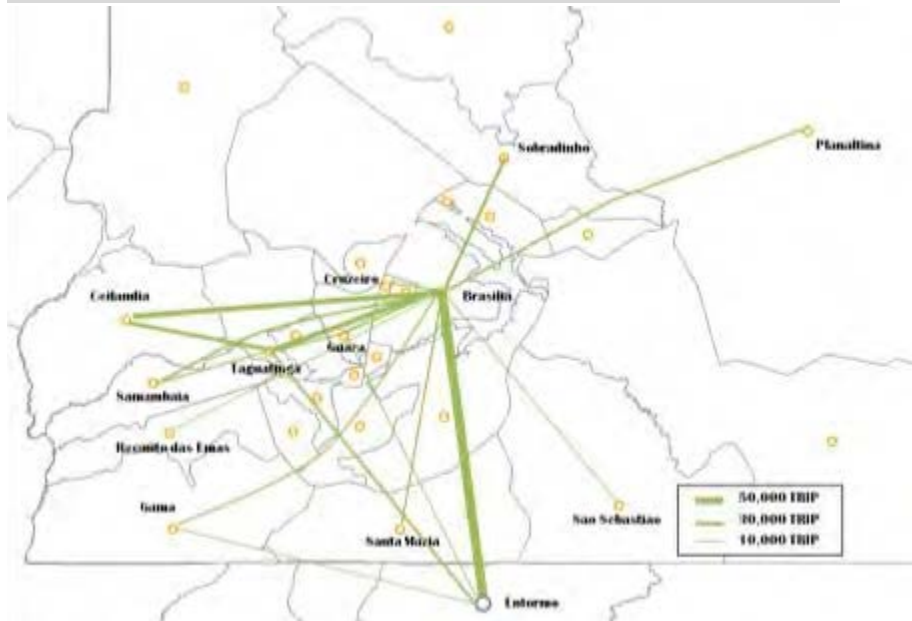 Sobradinho
Planaltina
Cruzeiro
Ceilandia
Brasilia
Guara
Taguatinga
Samambaia
Recanto das Emas
Gama
Santa Maria
Sao Sebastiao
50,000 TRIP
30,000 TRIP
10,000 TRIP
Entorno